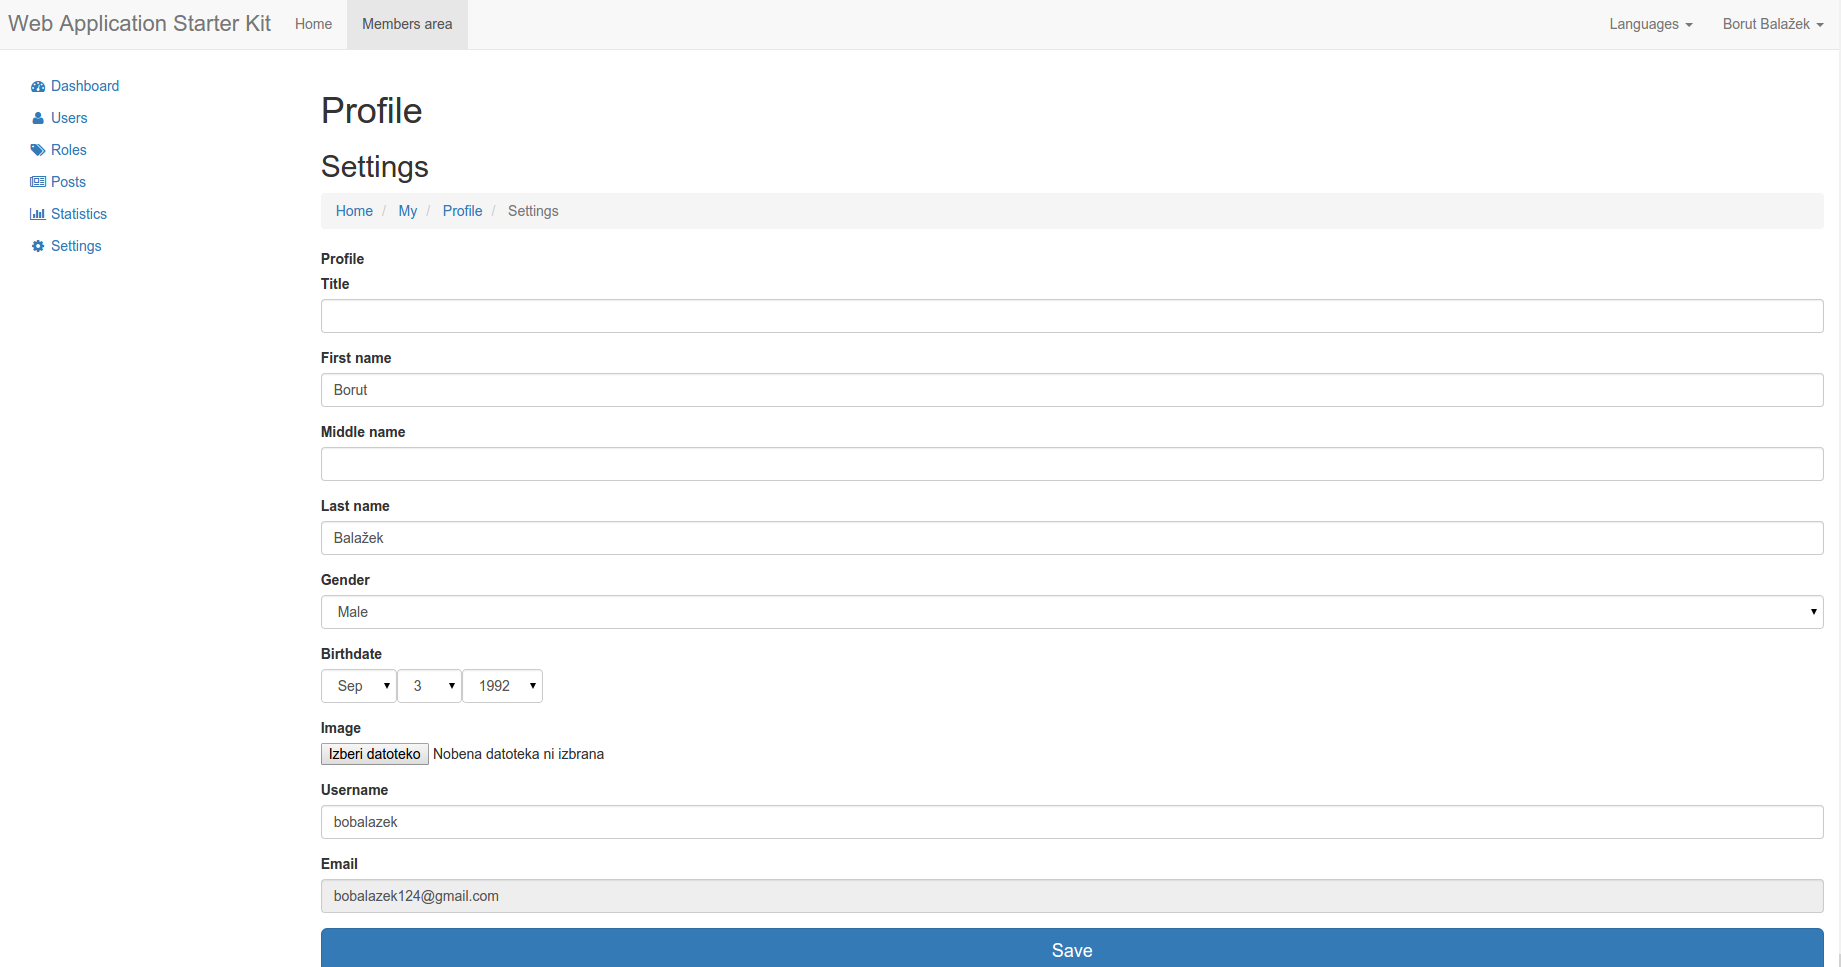 Web Application Starter Kit Home Members area Languages Borut Balažek
Dashboard
Users
Roles
Posts
Statistics
Settings
Profile
Settings
Home / My / Profile / Settings
Profile
Title
First name
Borut
Middle name
Last name
Balažek
Gender
Male
Birthdate
Sep 3 1992
Image
Izberi datoteko Nobena datoteka ni izbrana
Username
bobalazek
Email
bobalazek124@gmail.com
Save